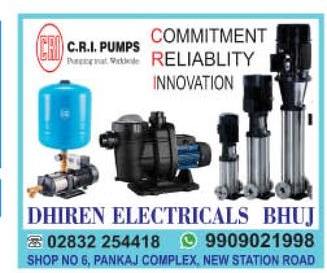 CRI
C.R.I. PUMPS
Pumping trust. Worldwide
COMMITMENT
RELIABLITY
INNOVATION
DHIREN ELECTRICALS BHUJ
02832 254418 9909021998
SHOP NO 6, PANKAJ COMPLEX, NEW STATION ROAD